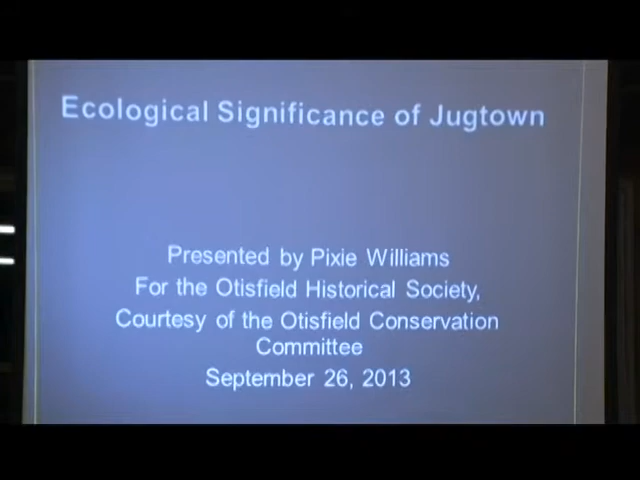 Ecological Significance of Jugtown
Presented by Pixie Williams
For the Otisfield Historical Society,
Courtesy of the Otisfield Conservation
Committee
September 26, 2013